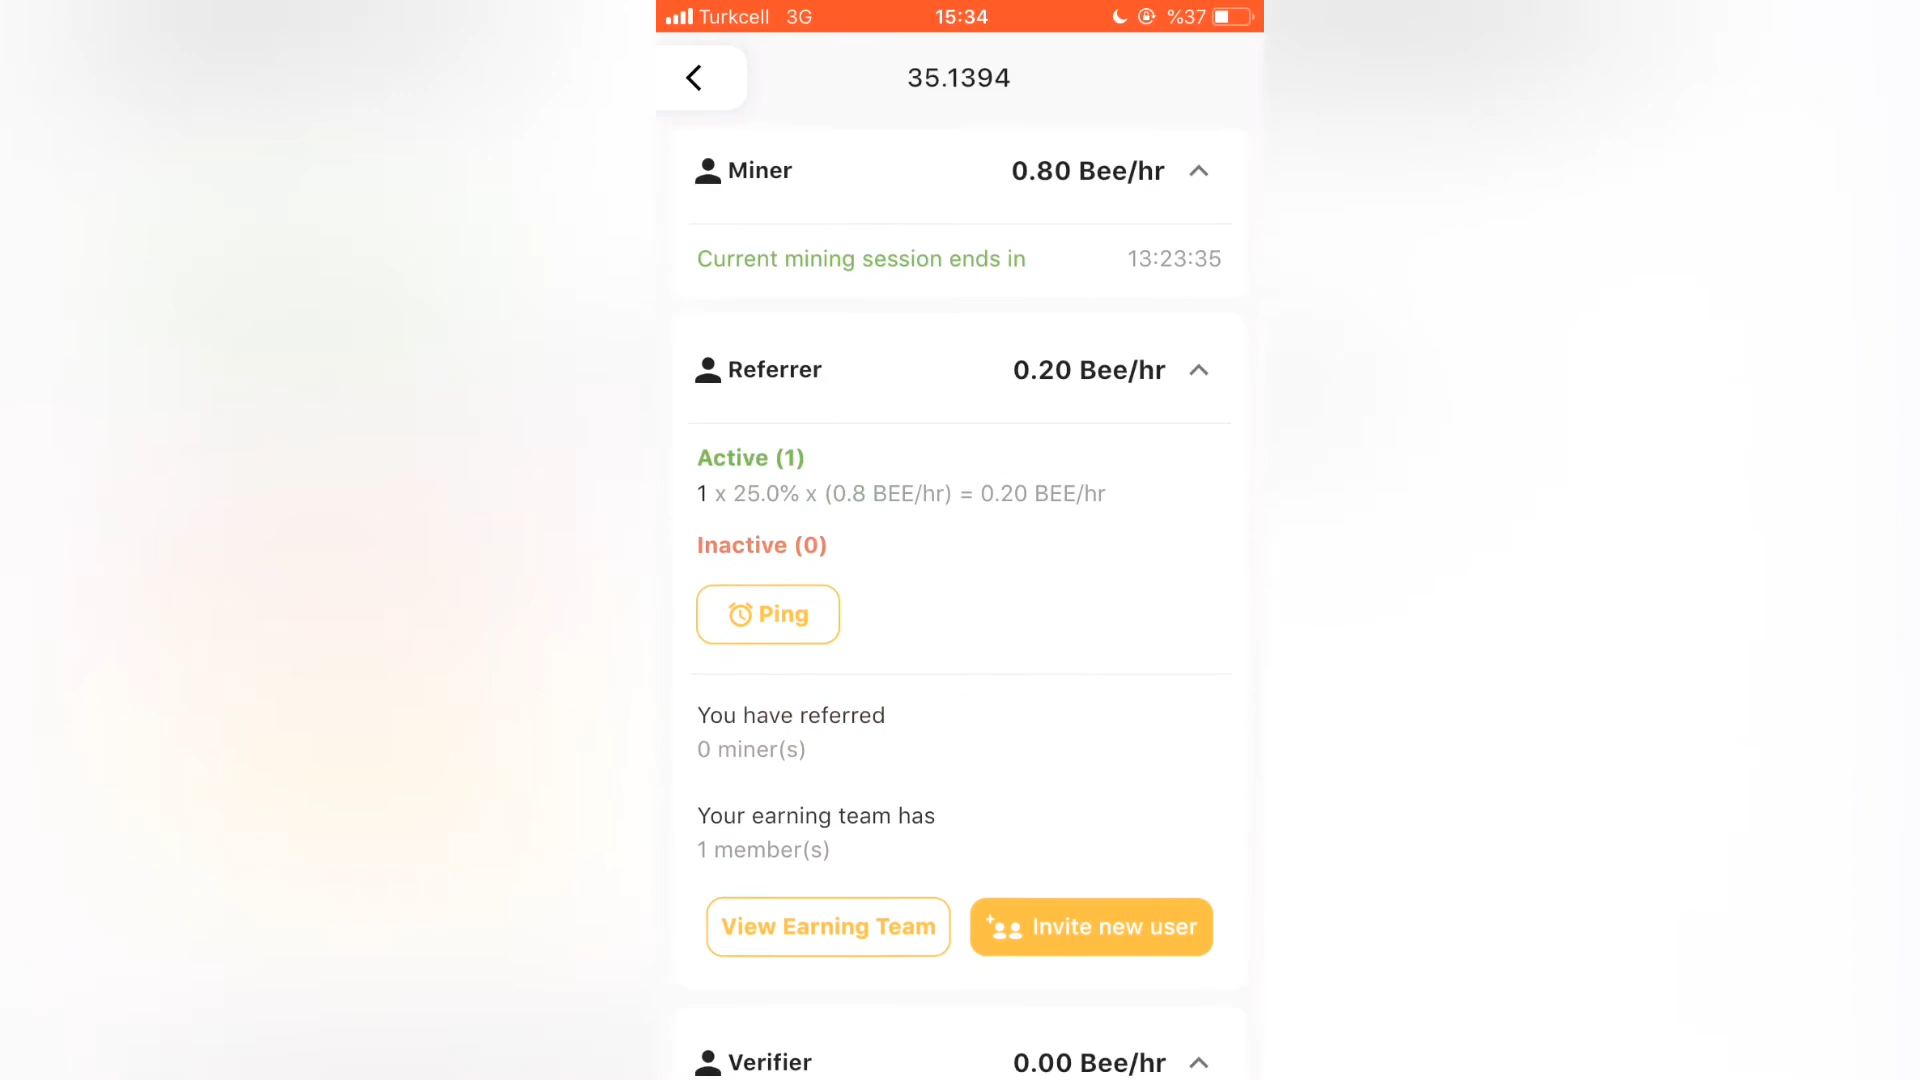 Turkcell 3G 15:34 %37
35.1394
Miner 0.80 Bee/hr
Current mining session ends in 13:23:35
Referrer 0.20 Bee/hr
Active (1)
1 x 25.0% x (0.8 BEE/hr) = 0.20 BEE/hr
Inactive (0)
Ping
You have referred
0 miner(s)
Your earning team has
1 member(s)
View Earning Team Invite new user
Verifier 0.00 Bee/hr